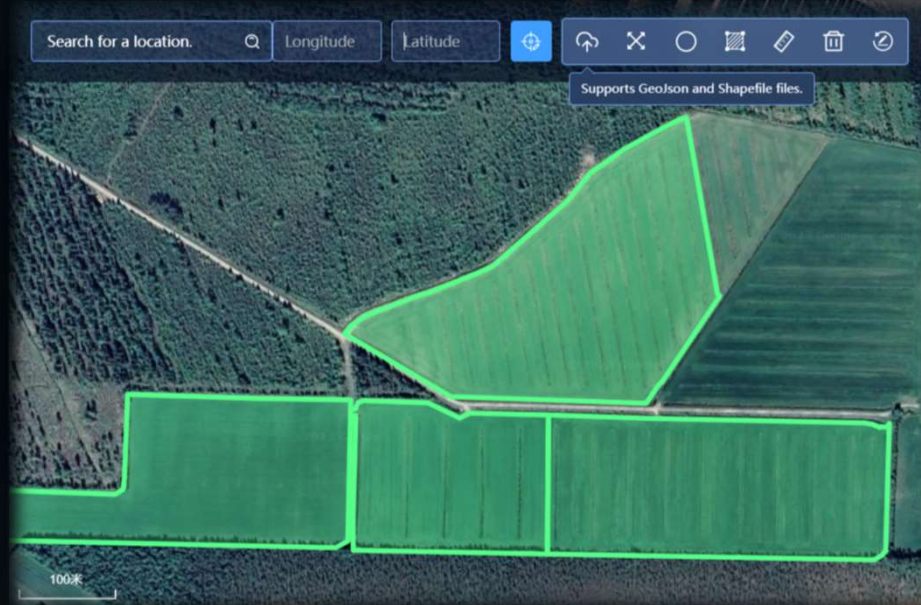 Search for a location.
Longitude
Latitude
Supports GeoJson and Shapefile files.
100米